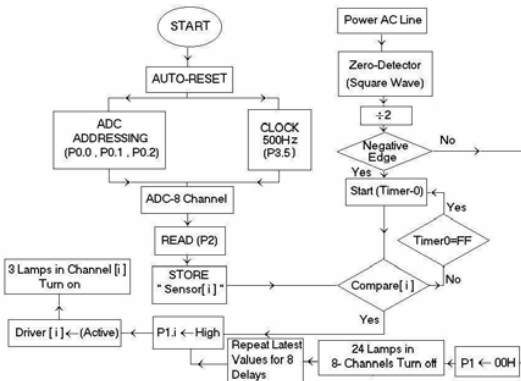 START
AUTO-RESET
ADC
ADDRESSING
(P0.0 , P0.1 , P0.2)
CLOCK
500Hz
(P3.5)
ADC-8 Channel
READ (P2)
STORE
" Sensor[ i ] "
Power AC Line
Zero-Detector
(Square Wave)
÷2
Negative
Edge
No
Yes
Start (Timer-0)
Yes
Timer0=FF
No
Compare[ i ]
Yes
3 Lamps in Channel [ i ]
Turn on
Driver [ i ]←(Active)
P1.i ←High
Repeat Latest
Values for 8
Delays
24 Lamps in
8- Channels Turn off
P1 ←00H